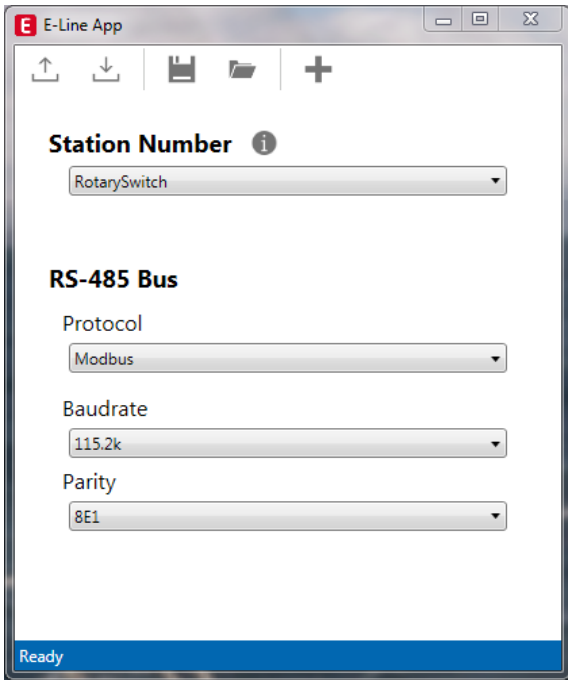 E E-Line App
Station Number i
RotarySwitch
RS-485 Bus
Protocol
Modbus
Baudrate
115.2k
Parity
8E1
Ready